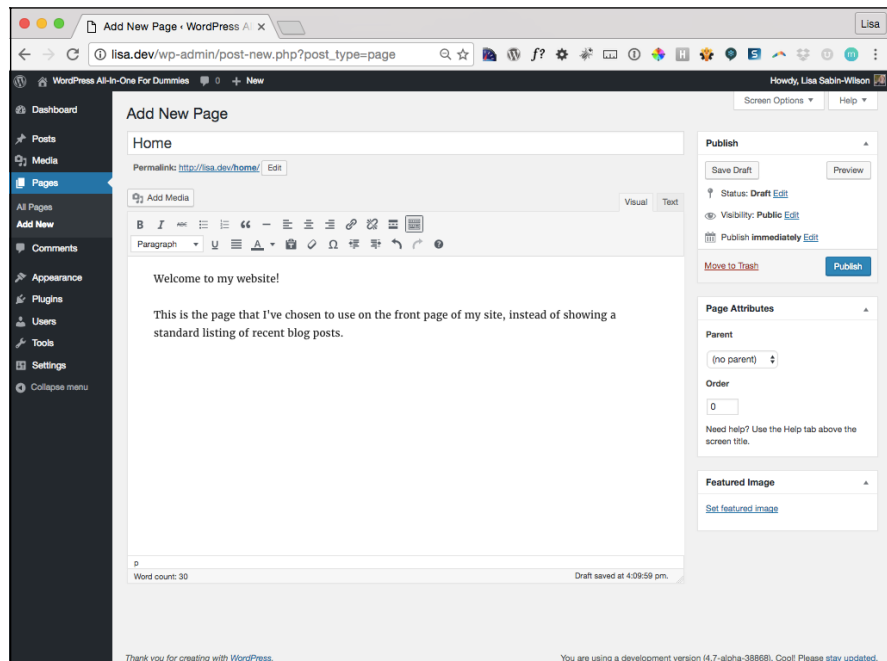 Add New Page ‹ WordPress A
Lisa
lisa.dev/wp-admin/post-new.php?post_type=page
WordPress All-In-One For Dummies 0 + New
Howdy, Lisa Sabin-Wilson
Screen Options ▼ Help ▼
Dashboard
Posts
Media
Pages
All Pages
Add New
Comments
Appearance
Plugins
Users
Tools
Settings
Collapse menu
Add New Page
Home
Permalink: http://lisa.dev/home/ Edit
Add Media
Visual Text
B I ABC
Paragraph U A Ω
Welcome to my website!
This is the page that I've chosen to use on the front page of my site, instead of showing a
standard listing of recent blog posts.
p
Word count: 30
Draft saved at 4:09:59 pm.
Publish
Save Draft Preview
Status: Draft Edit
Visibility: Public Edit
Publish immediately Edit
Move to Trash Publish
Page Attributes
Parent
(no parent)
Order
0
Need help? Use the Help tab above the
screen title.
Featured Image
Set featured image
Thank you for creating with WordPress.
You are using a development version (4.7-alpha-38868). Cool! Please stay updated.